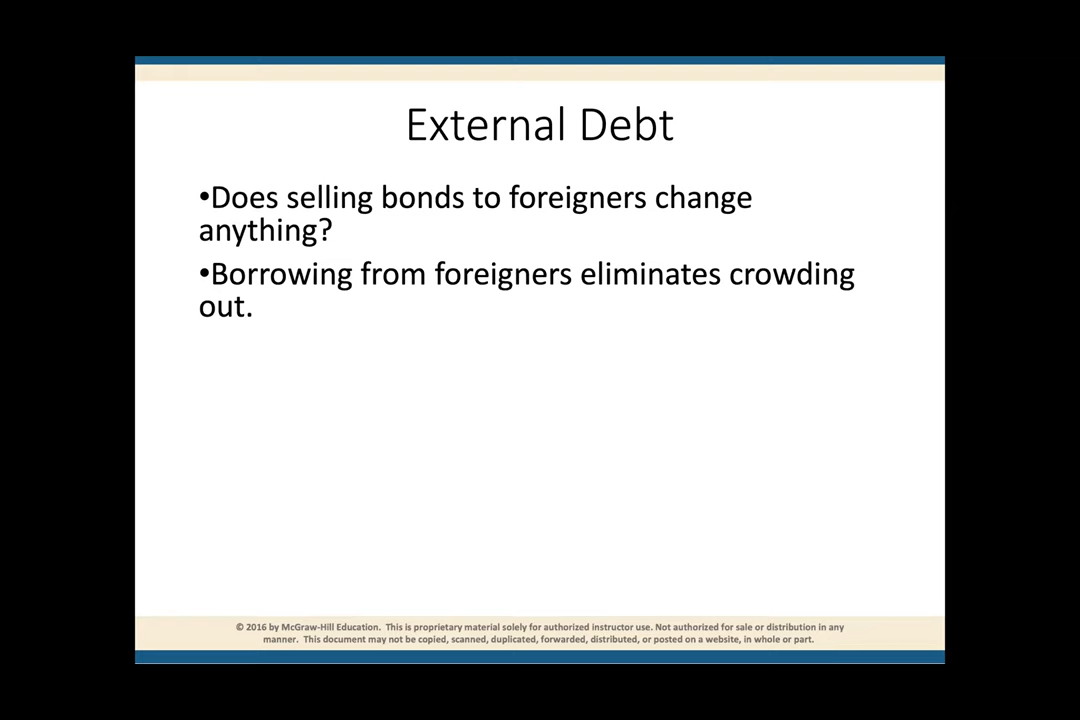 External Debt
•Does selling bonds to foreigners change
anything?
•Borrowing from foreigners eliminates crowding
out.
© 2016 by McGraw-Hill Education. This is proprietary material solely for authorized instructor use. Not authorized for sale or distribution in any
manner. This document may not be copied, scanned, duplicated, forwarded, distributed, or posted on a website, in whole or part.